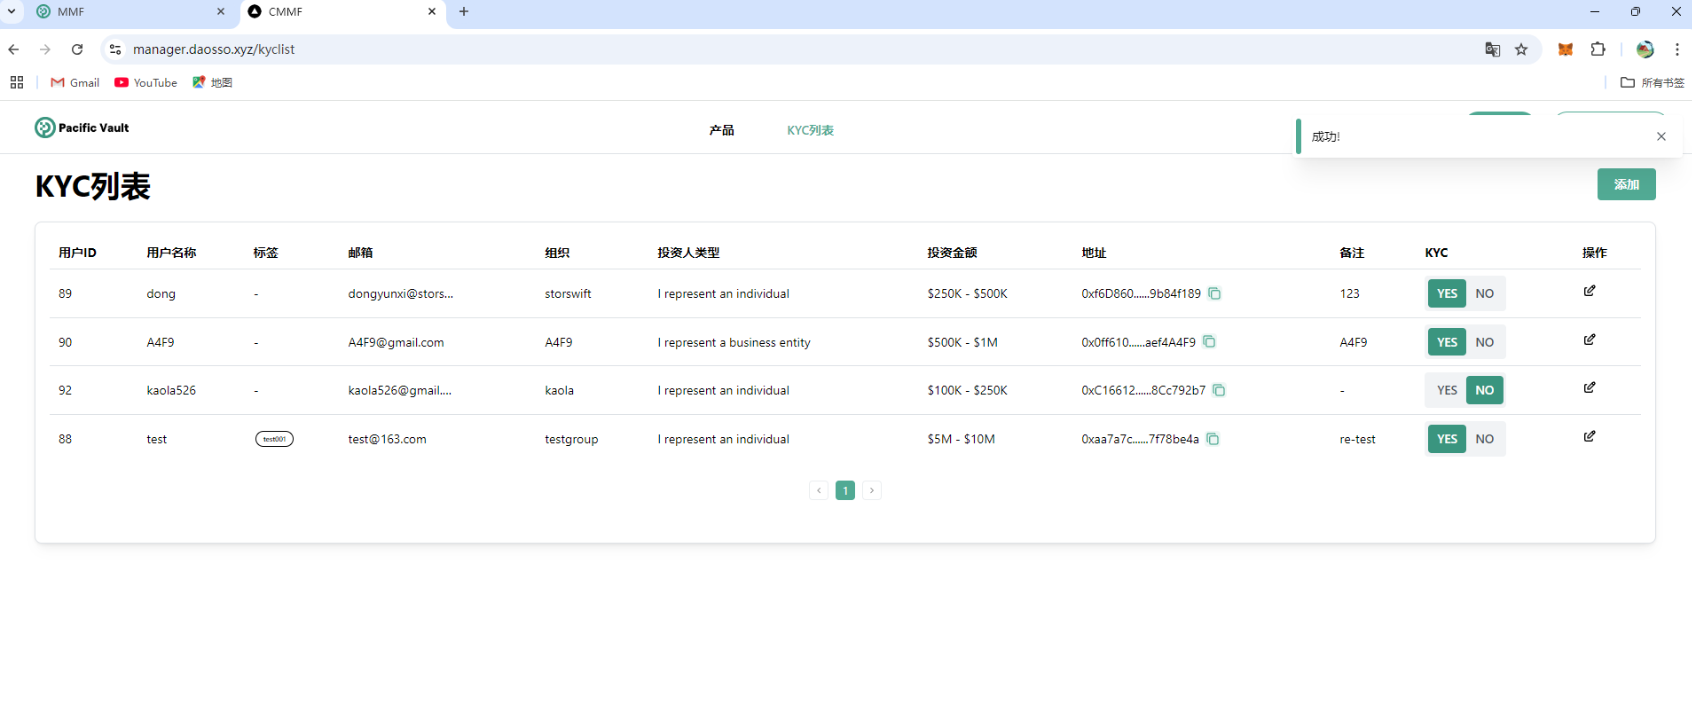 MMF
CMMF
manager.daosso.xyz/kyclist
Gmail
YouTube
地图
所有书签
Pacific Vault
产品
KYC列表
成功!
KYC列表
添加
用户ID 用户名称 标签 邮箱 组织 投资人类型 投资金额 地址 备注 KYC 操作
89 dong - dongyunxi@stors... storswift I represent an individual $250K - $500K 0xf6D860......9b84f189 123 YES NO
90 A4F9 - A4F9@gmail.com A4F9 I represent a business entity $500K - $1M 0x0ff610......aef4A4F9 A4F9 YES NO
92 kaola526 - kaola526@gmail.... kaola I represent an individual $100K - $250K 0xC16612......8Cc792b7 - YES NO
88 test test001 test@163.com testgroup I represent an individual $5M - $10M 0xaa7a7c......7f78be4a re-test YES NO
1